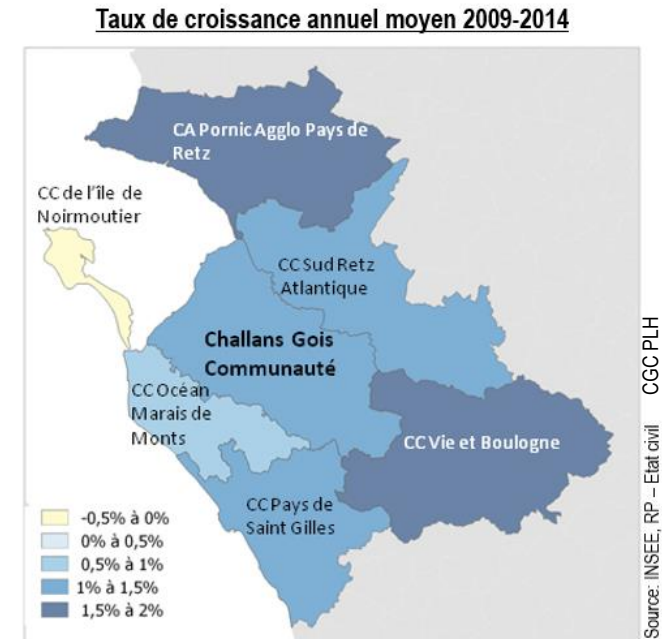 Taux de croissance annuel moyen 2009-2014
CA Pornic Agglo Pays de
Retz
CC de l'île de
Noirmoutier
CC Sud Retz
Atlantique
Challans Gois
Communauté
CC Océan
Marais de
Monts
CC Vie et Boulogne
CC Pays de
Saint Gilles
-0,5% à 0%
0% à 0,5%
0,5% à 1%
1% à 1,5%
1,5% à 2%
Source: INSEE, RP – Etat civil CGC PLH